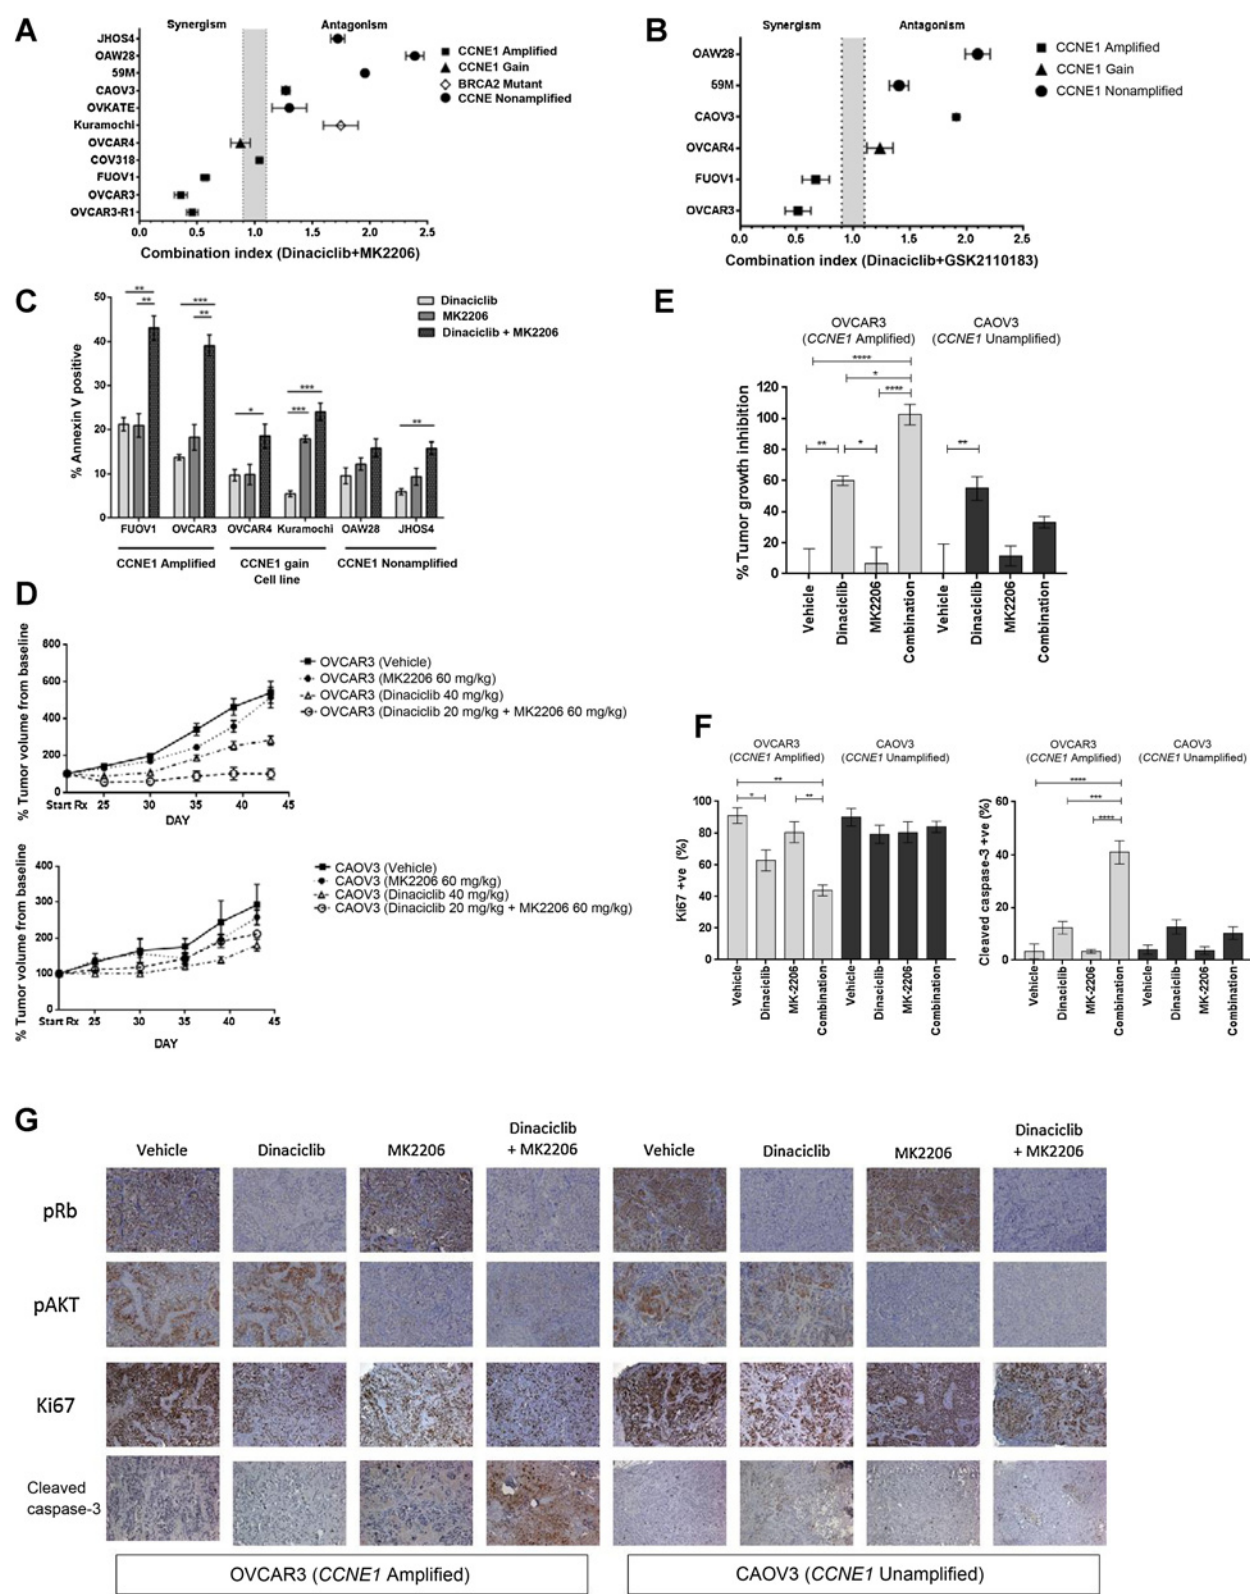 A
Synergism Antagonism
JHOS4
OAW28
59M
CAOV3
OVKATE
Kuramochi
OVCAR4
COV318
FUOV1
OVCAR3
OVCAR3-R1
0.0 0.5 1.0 1.5 2.0 2.5
Combination index (Dinaciclib+MK2206)
CCNE1 Amplified
CCNE1 Gain
BRCA2 Mutant
CCNE Nonamplified
B
Synergism Antagonism
OAW28
59M
CAOV3
OVCAR4
FUOV1
OVCAR3
0.0 0.5 1.0 1.5 2.0 2.5
Combination index (Dinaciclib+GSK2110183)
CCNE1 Amplified
CCNE1 Gain
CCNE1 Nonamplified
C
% Annexin V positive
50
40
30
20
10
0
** ** *** ** * *** *** **
Dinaciclib
MK2206
Dinaciclib + MK2206
FUOV1 OVCAR3 OVCAR4 Kuramochi OAW28 JHOS4
CCNE1 Amplified CCNE1 gain CCNE1 Nonamplified
Cell line
D
% Tumor volume from baseline
600
400
200
100
0
Start Rx 25 30 35 40 45
DAY
OVCAR3 (Vehicle)
OVCAR3 (MK2206 60 mg/kg)
OVCAR3 (Dinaciclib 40 mg/kg)
OVCAR3 (Dinaciclib 20 mg/kg + MK2206 60 mg/kg)
% Tumor volume from baseline
400
300
200
100
0
Start Rx 25 30 35 40 45
DAY
CAOV3 (Vehicle)
CAOV3 (MK2206 60 mg/kg)
CAOV3 (Dinaciclib 40 mg/kg)
CAOV3 (Dinaciclib 20 mg/kg + MK2206 60 mg/kg)
E
OVCAR3 CAOV3
(CCNE1 Amplified) (CCNE1 Unamplified)
****
*
****
** * **
% Tumor growth inhibition
120
100
80
60
40
20
0
Vehicle Dinaciclib MK2206 Combination Vehicle Dinaciclib MK2206 Combination
F
OVCAR3 CAOV3
(CCNE1 Amplified) (CCNE1 Unamplified)
**
* **
Ki67 +ve (%)
100
80
60
40
20
0
Vehicle Dinaciclib MK-2206 Combination Vehicle Dinaciclib MK-2206 Combination
OVCAR3 CAOV3
(CCNE1 Amplified) (CCNE1 Unamplified)
****
***
****
Cleaved caspase-3 +ve (%)
60
40
20
0
Vehicle Dinaciclib MK-2206 Combination Vehicle Dinaciclib MK-2206 Combination
G
Vehicle Dinaciclib MK2206 Dinaciclib + MK2206 Vehicle Dinaciclib MK2206 Dinaciclib + MK2206
pRb
pAKT
Ki67
Cleaved
caspase-3
OVCAR3 (CCNE1 Amplified) CAOV3 (CCNE1 Unamplified)